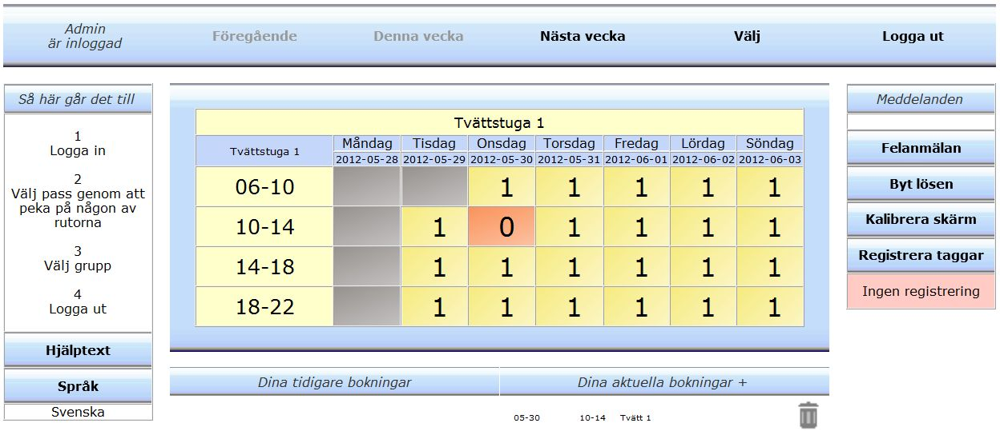 Admin
är inloggad
Föregående
Denna vecka
Nästa vecka
Välj
Logga ut
Så här går det till
1
Logga in
2
Välj pass genom att
peka på någon av
rutorna
3
Välj grupp
4
Logga ut
Hjälptext
Språk
Svenska
Tvättstuga 1
Tvättstuga 1 Måndag Tisdag Onsdag Torsdag Fredag Lördag Söndag
2012-05-28 2012-05-29 2012-05-30 2012-05-31 2012-06-01 2012-06-02 2012-06-03
06-10 1 1 1 1 1
10-14 1 0 1 1 1 1
14-18 1 1 1 1 1 1
18-22 1 1 1 1 1 1
Dina tidigare bokningar
Dina aktuella bokningar +
05-30 10-14 Tvätt 1
Meddelanden
Felanmälan
Byt lösen
Kalibrera skärm
Registrera taggar
Ingen registrering